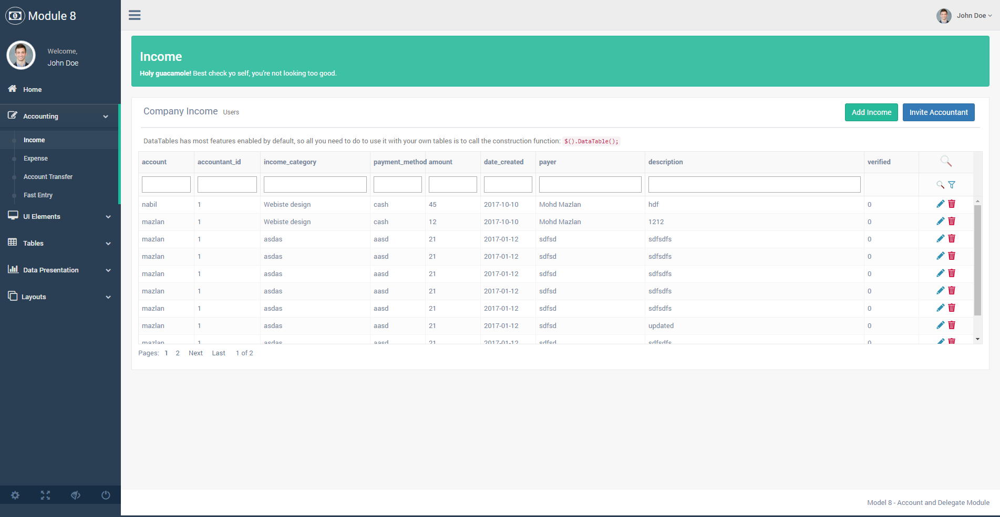 Module 8
Welcome,
John Doe
Home
Accounting
Income
Expense
Account Transfer
Fast Entry
UI Elements
Tables
Data Presentation
Layouts
John Doe
Income
Holy guacamole! Best check yo self, you're not looking too good.
Company Income Users
Add Income Invite Accountant
DataTables has most features enabled by default, so all you need to do to use it with your own tables is to call the construction function: $().DataTable();
account accountant_id income_category payment_method amount date_created payer description verified
nabil 1 Webiste design cash 45 2017-10-10 Mohd Mazlan hdf 0
mazlan 1 Webiste design cash 12 2017-10-10 Mohd Mazlan 1212 0
mazlan 1 asdas aasd 21 2017-01-12 sdfsd sdfsdfs 0
mazlan 1 asdas aasd 21 2017-01-12 sdfsd sdfsdfs 0
mazlan 1 asdas aasd 21 2017-01-12 sdfsd sdfsdfs 0
mazlan 1 asdas aasd 21 2017-01-12 sdfsd sdfsdfs 0
mazlan 1 asdas aasd 21 2017-01-12 sdfsd sdfsdfs 0
mazlan 1 asdas aasd 21 2017-01-12 sdfsd updated 0
mazlan 1 asdas aasd 21 2017-01-12 sdfsd sdfsdfs 0
Pages: 1 2 Next Last 1 of 2
Model 8 - Account and Delegate Module